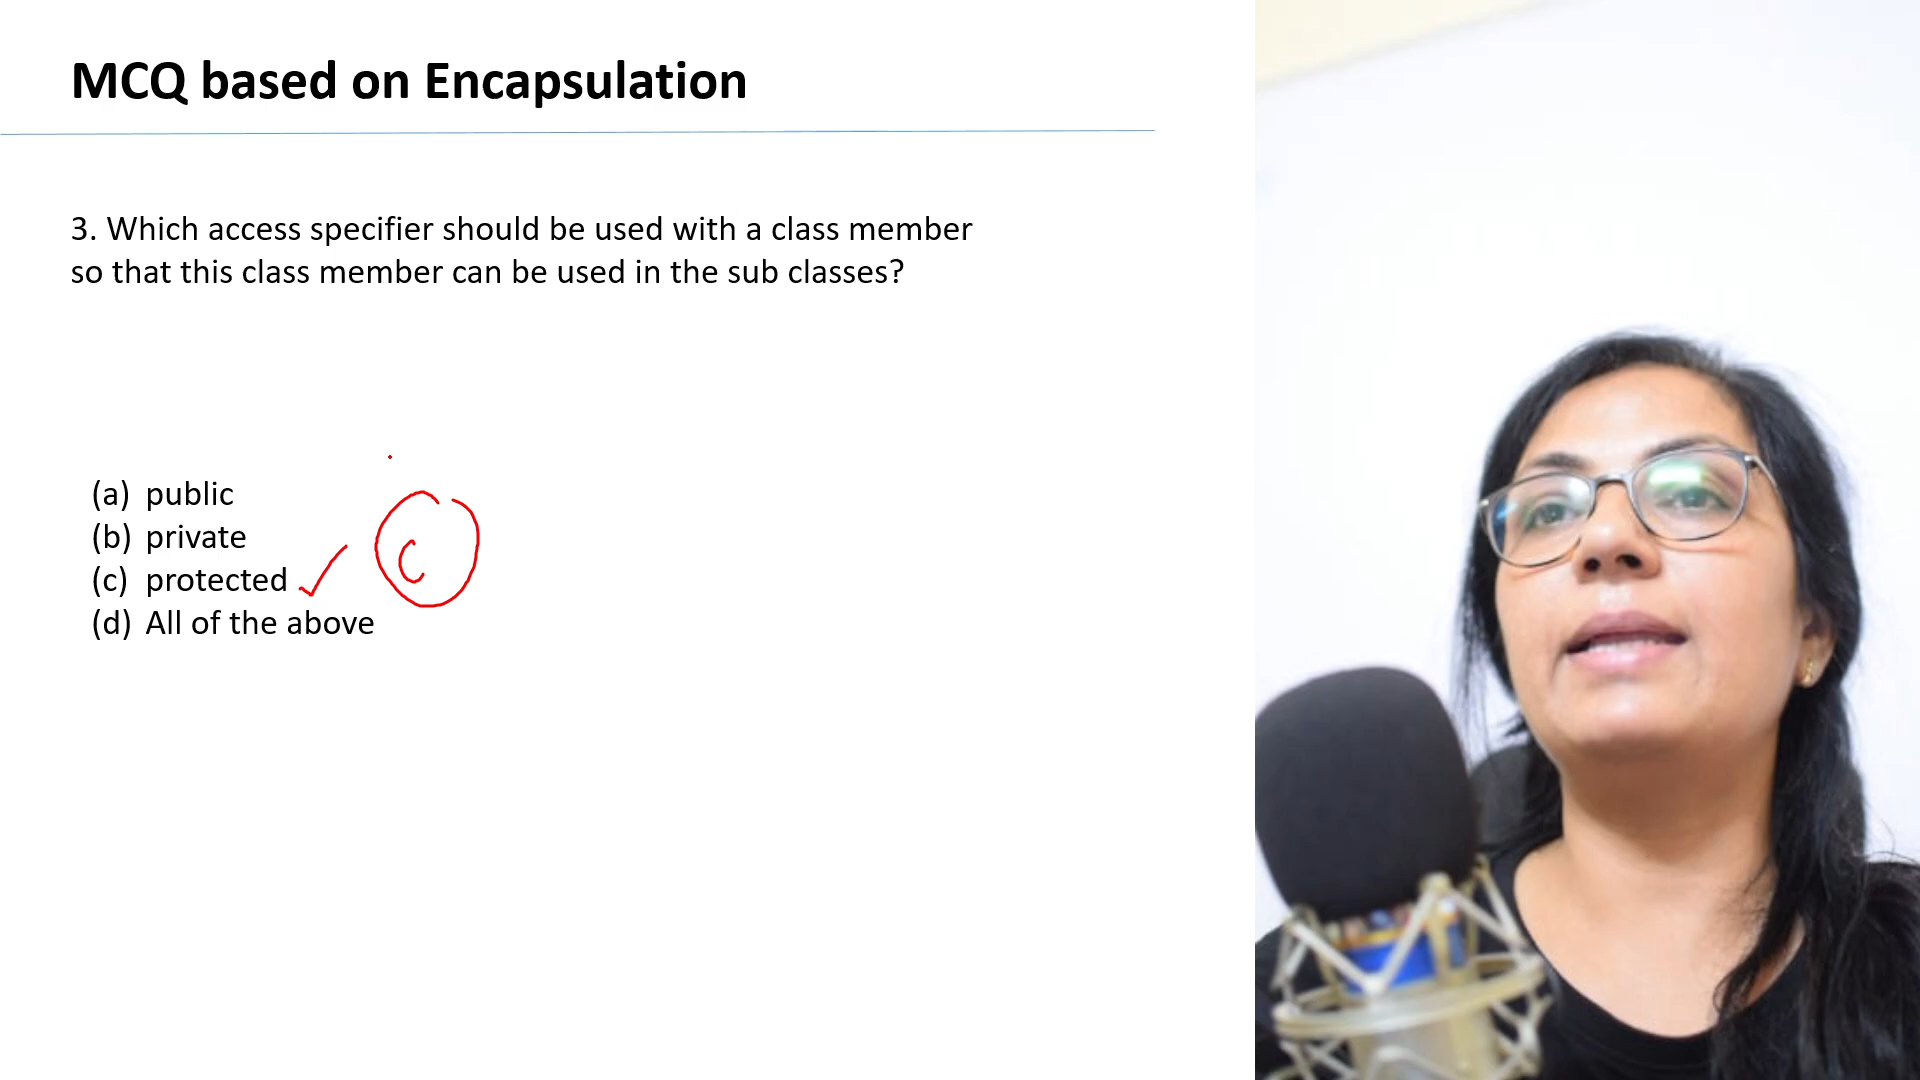 MCQ based on Encapsulation
3. Which access specifier should be used with a class member
so that this class member can be used in the sub classes?
(a) public
(b) private
(c) protected
(d) All of the above
C